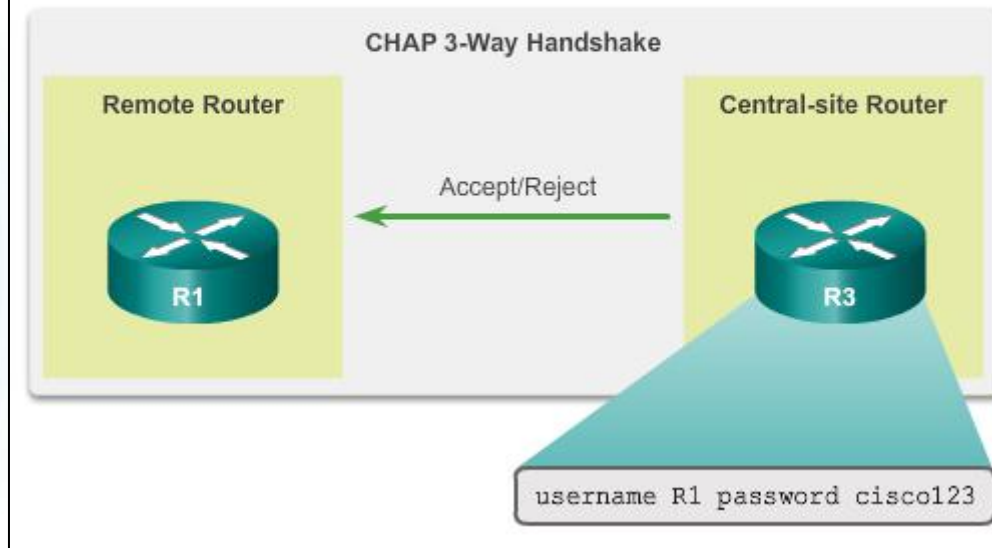 CHAP 3-Way Handshake
Remote Router
Central-site Router
Accept/Reject
R1
R3
username R1 password cisco123